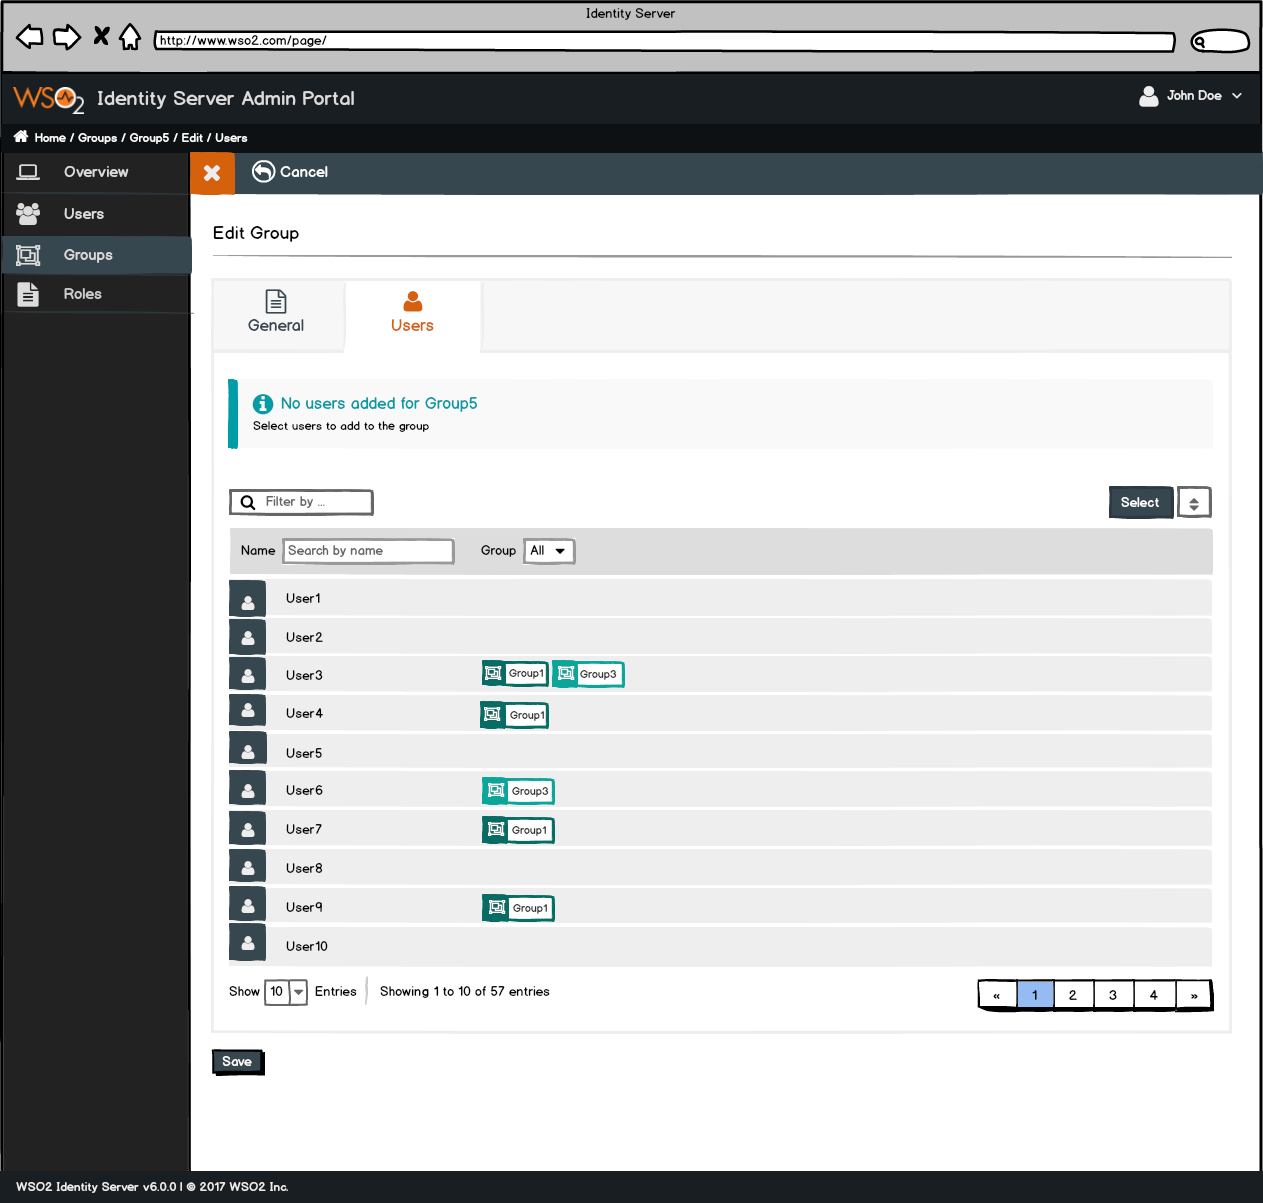 Identity Server
http://www.wso2.com/page/
WSO2 Identity Server Admin Portal
John Doe
Home / Groups / Group5 / Edit / Users
Overview
Users
Groups
Roles
Cancel
Edit Group
General
Users
No users added for Group5
Select users to add to the group
Filter by ...
Select
Name Search by name Group All
User1
User2
User3 Group1 Group3
User4 Group1
User5
User6 Group3
User7 Group1
User8
User9 Group1
User10
Show 10 Entries Showing 1 to 10 of 57 entries
« 1 2 3 4 »
Save
WSO2 Identity Server v6.0.0 | © 2017 WSO2 Inc.